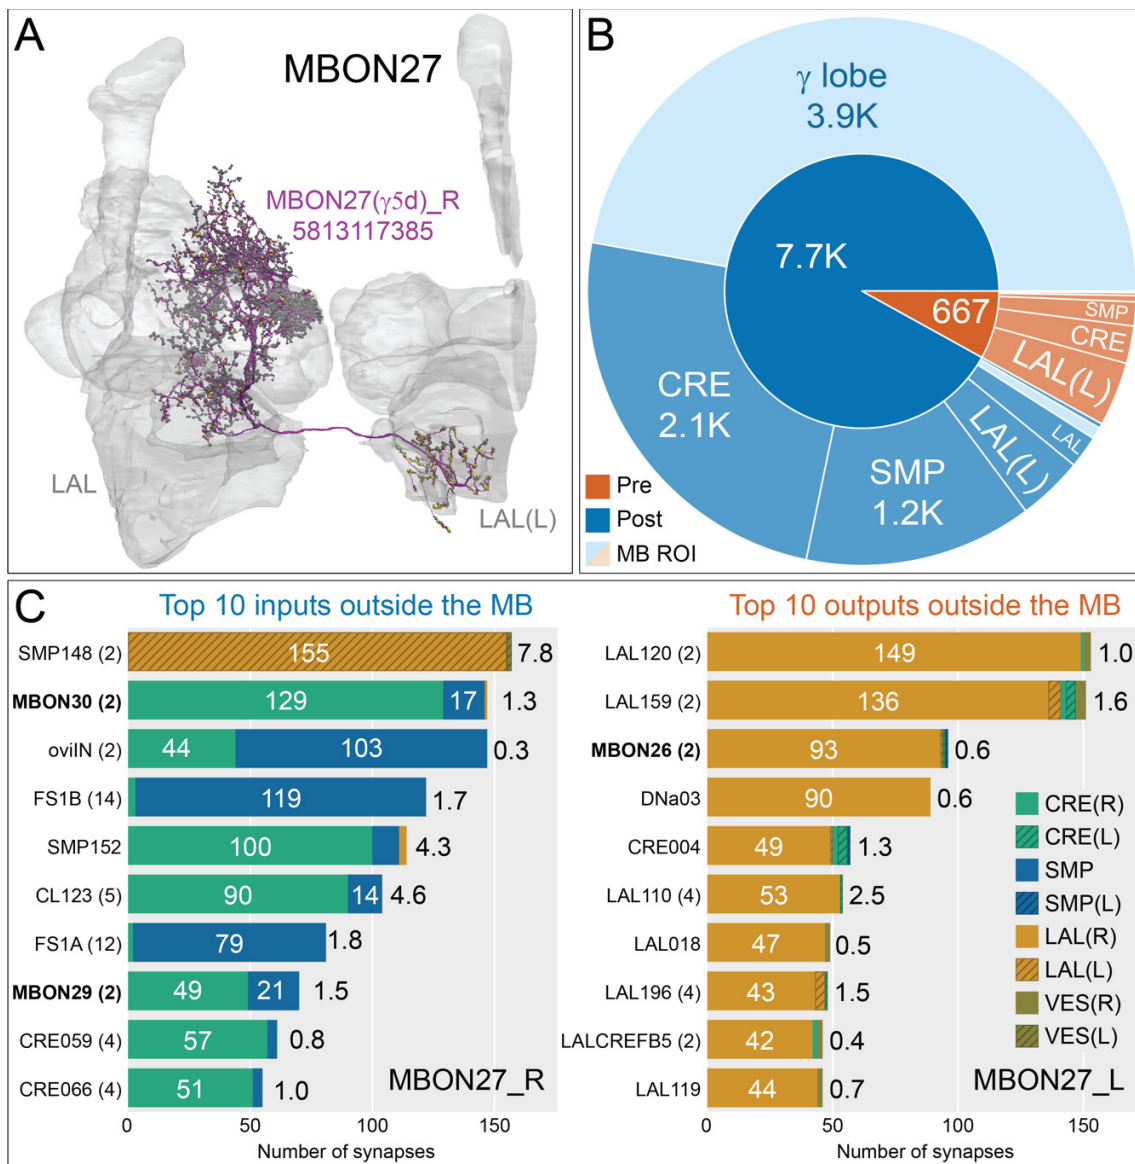 A
MBON27
MBON27(γ5d)_R
5813117385
LAL
LAL(L)
B
γ lobe
3.9K
7.7K
667
SMP
CRE
LAL(L)
LAL
LAL(L)
SMP
1.2K
CRE
2.1K
Pre
Post
MB ROI
C
Top 10 inputs outside the MB
SMP148 (2) 155 7.8
MBON30 (2) 129 17 1.3
oviIN (2) 44 103 0.3
FS1B (14) 119 1.7
SMP152 100 4.3
CL123 (5) 90 14 4.6
FS1A (12) 79 1.8
MBON29 (2) 49 21 1.5
CRE059 (4) 57 0.8
CRE066 (4) 51 1.0
MBON27_R
0 50 100 150
Number of synapses
Top 10 outputs outside the MB
LAL120 (2) 149 1.0
LAL159 (2) 136 1.6
MBON26 (2) 93 0.6
DNa03 90 0.6
CRE004 49 1.3
LAL110 (4) 53 2.5
LAL018 47 0.5
LAL196 (4) 43 1.5
LALCREFB5 (2) 42 0.4
LAL119 44 0.7
CRE(R)
CRE(L)
SMP
SMP(L)
LAL(R)
LAL(L)
VES(R)
VES(L)
MBON27_L
0 50 100 150
Number of synapses